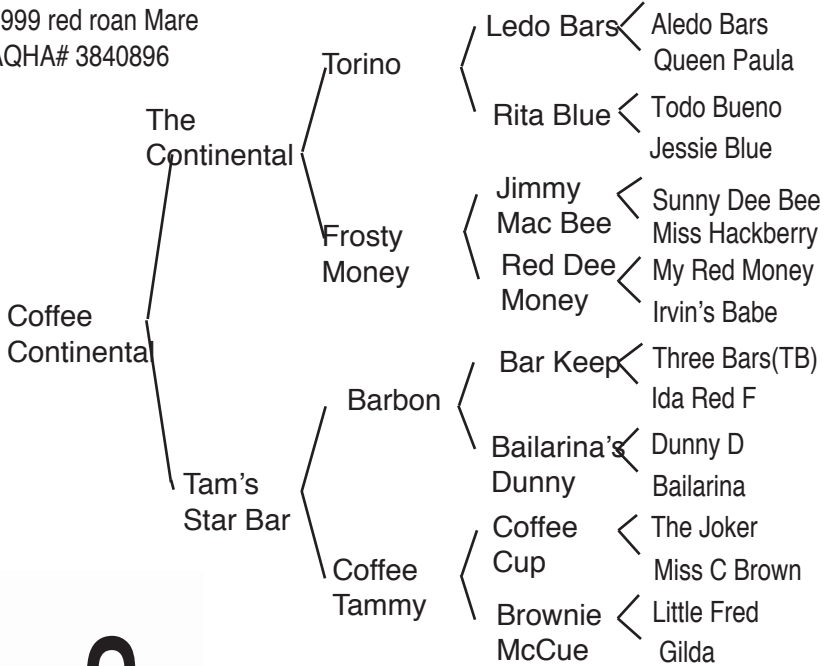 999 red roan Mare
AQHA# 3840896
Coffee
Continental
The
Continental
Tam's
Star Bar
Torino
Frosty
Money
Barbon
Coffee
Tammy
Ledo Bars
Rita Blue
Jimmy
Mac Bee
Red Dee
Money
Bar Keep
Bailarina's
Dunny
Coffee
Cup
Brownie
McCue
Aledo Bars
Queen Paula
Todo Bueno
Jessie Blue
Sunny Dee Bee
Miss Hackberry
My Red Money
Irvin's Babe
Three Bars(TB)
Ida Red F
Dunny D
Bailarina
The Joker
Miss C Brown
Little Fred
Gilda